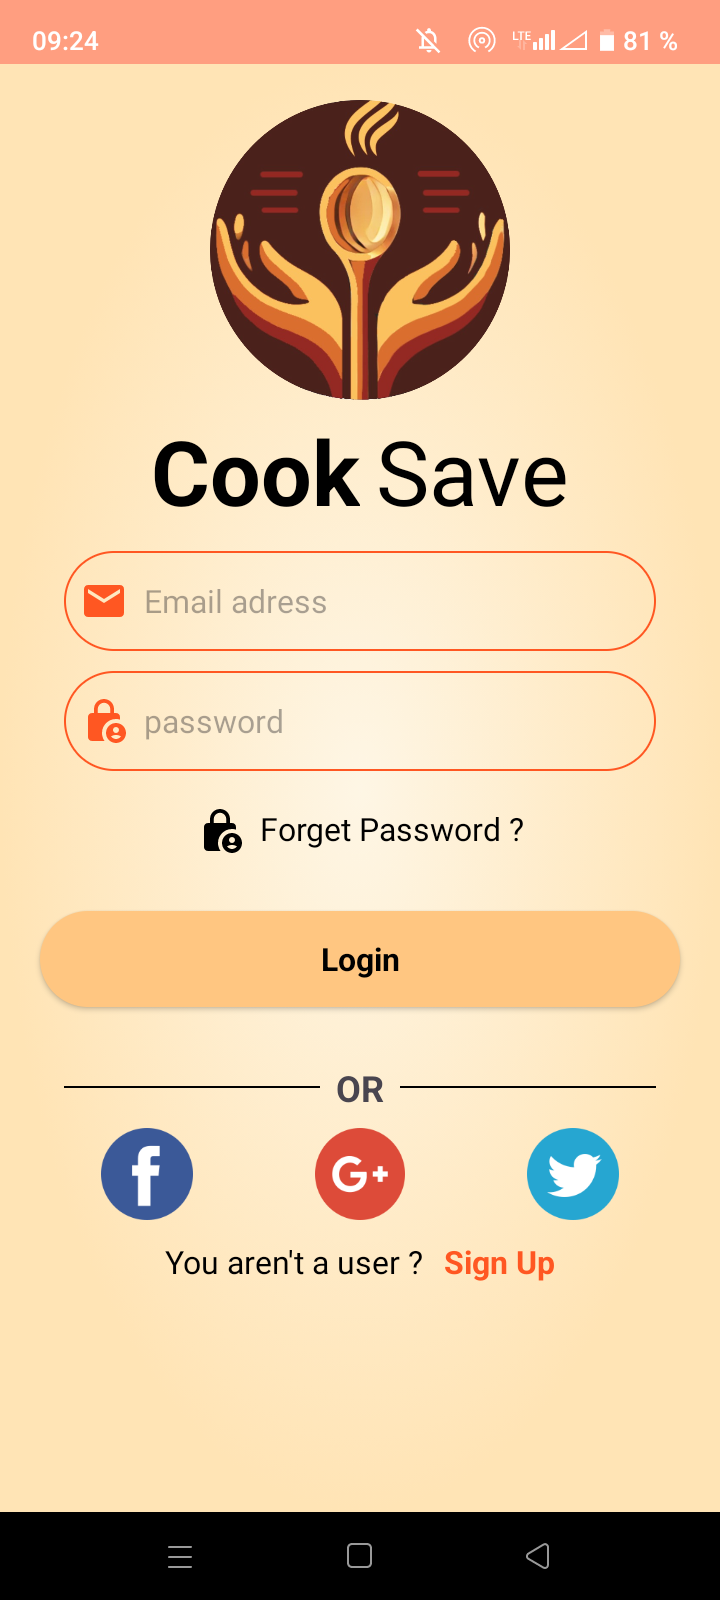 09:24 LTE 81 %
Cook Save
Email adress
password
Forget Password ?
Login
OR
f G+
You aren't a user ? Sign Up